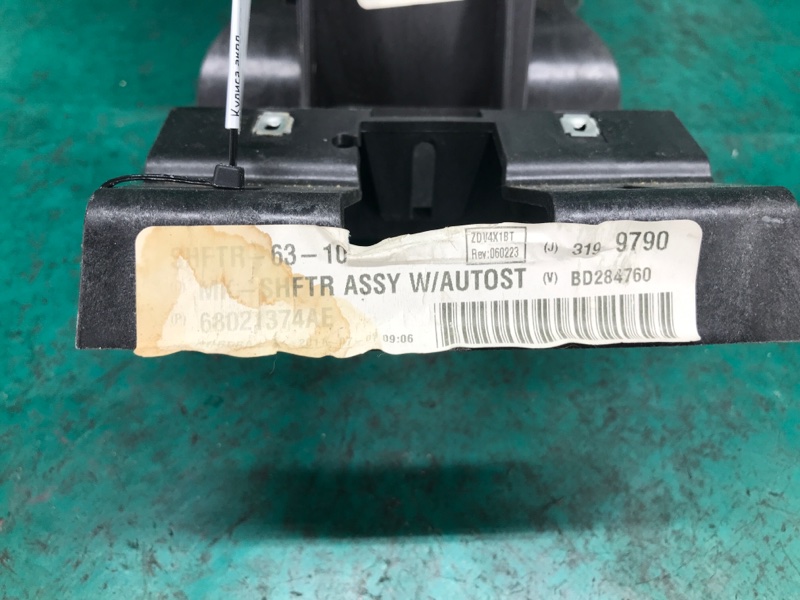 Кулиса акпп
63-10
ZDV4X1BT
Rev:060223
(J) 319 9790
SHFTR ASSY W/AUTOST (V) BD284760
(P) 68021374AE
09:06